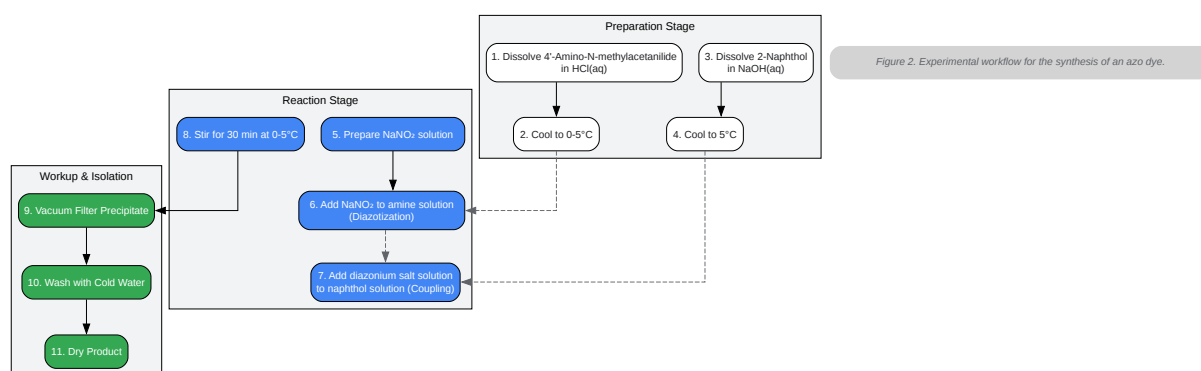 Preparation Stage
1. Dissolve 4'-Amino-N-methylacetanilide
in HCl(aq)
3. Dissolve 2-Naphthol
in NaOH(aq)
2. Cool to 0-5°C
4. Cool to 5°C
Figure 2. Experimental workflow for the synthesis of an azo dye.
Reaction Stage
8. Stir for 30 min at 0-5°C
5. Prepare NaNO₂ solution
6. Add NaNO₂ to amine solution
(Diazotization)
7. Add diazonium salt solution
to naphthol solution (Coupling)
Workup & Isolation
9. Vacuum Filter Precipitate
10. Wash with Cold Water
11. Dry Product